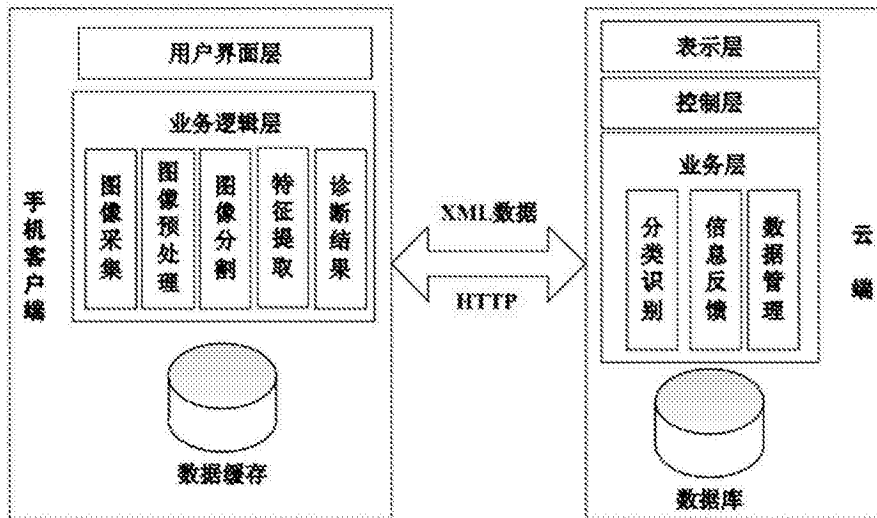 手机客户端
用户界面层
业务逻辑层
图像采集
图像预处理
图像分割
特征提取
诊断结果
数据缓存
XML数据
HTTP
表示层
控制层
业务层
分类识别
信息反馈
数据管理
数据库
云端